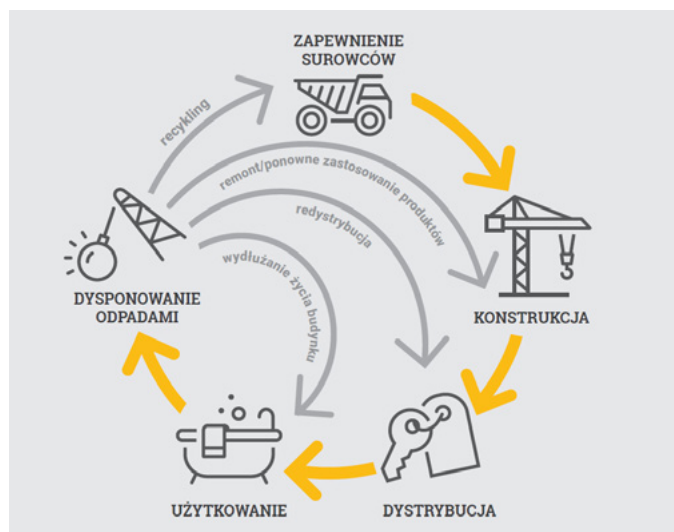 ZAPEWNIENIE
SUROWCÓW
recykling
remont/ponowne zastosowanie produktów
redystrybucja
wydłużanie życia budynku
DYSPONOWANIE
ODPADAMI
KONSTRUKCJA
UŻYTKOWANIE
DYSTRYBUCJA